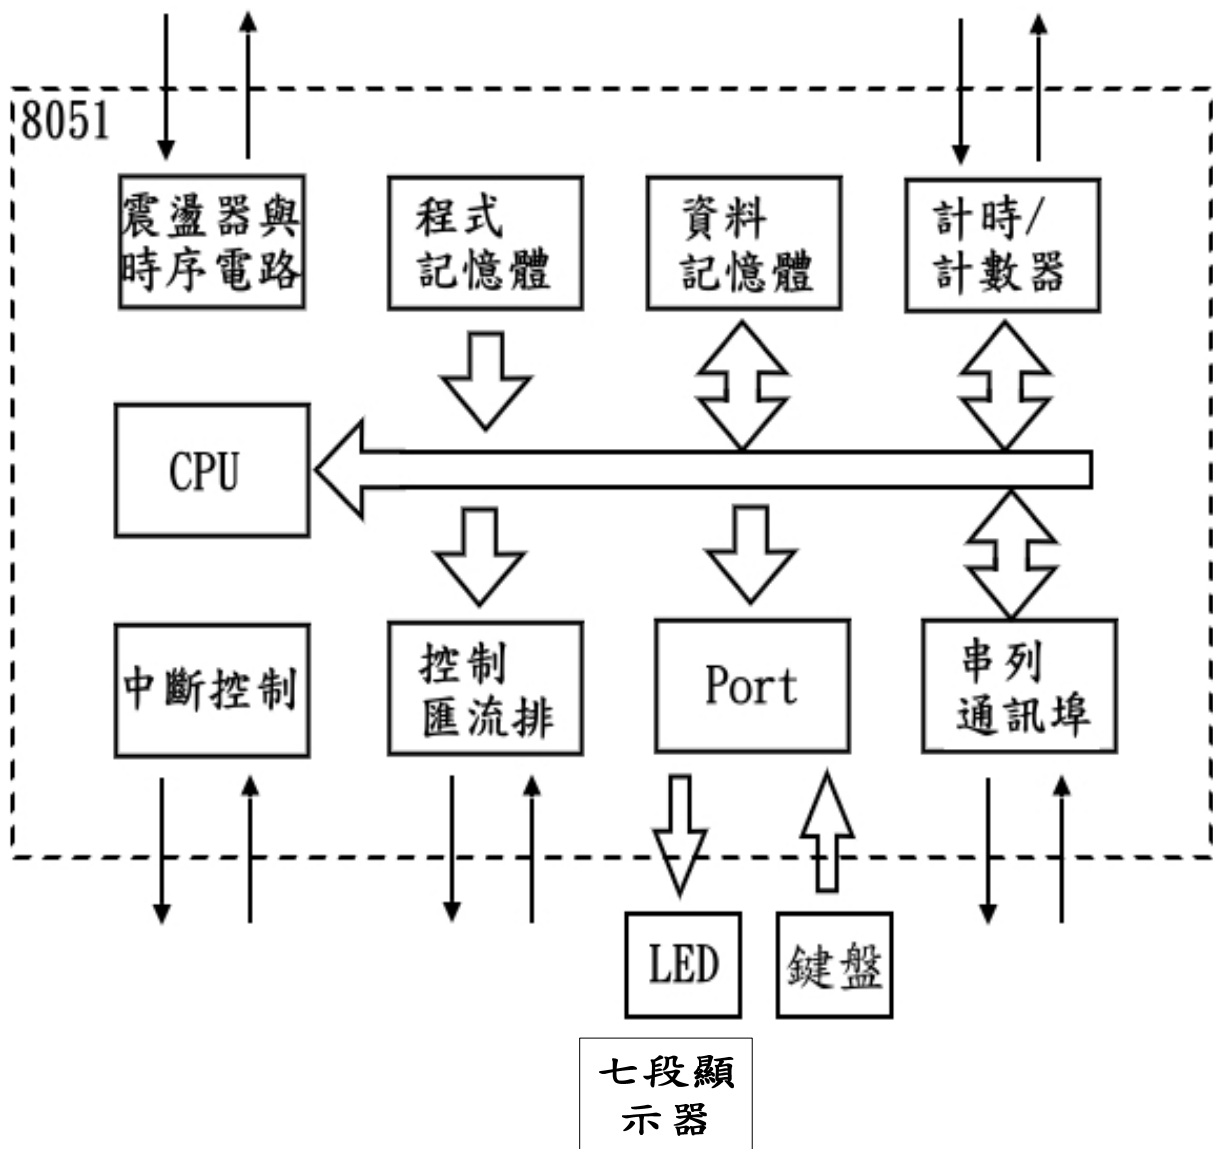 8051
震盪器與
時序電路
程式
記憶體
資料
記憶體
計時/
計數器
CPU
中斷控制
控制
匯流排
Port
串列
通訊埠
LED
鍵盤
七段顯
示器